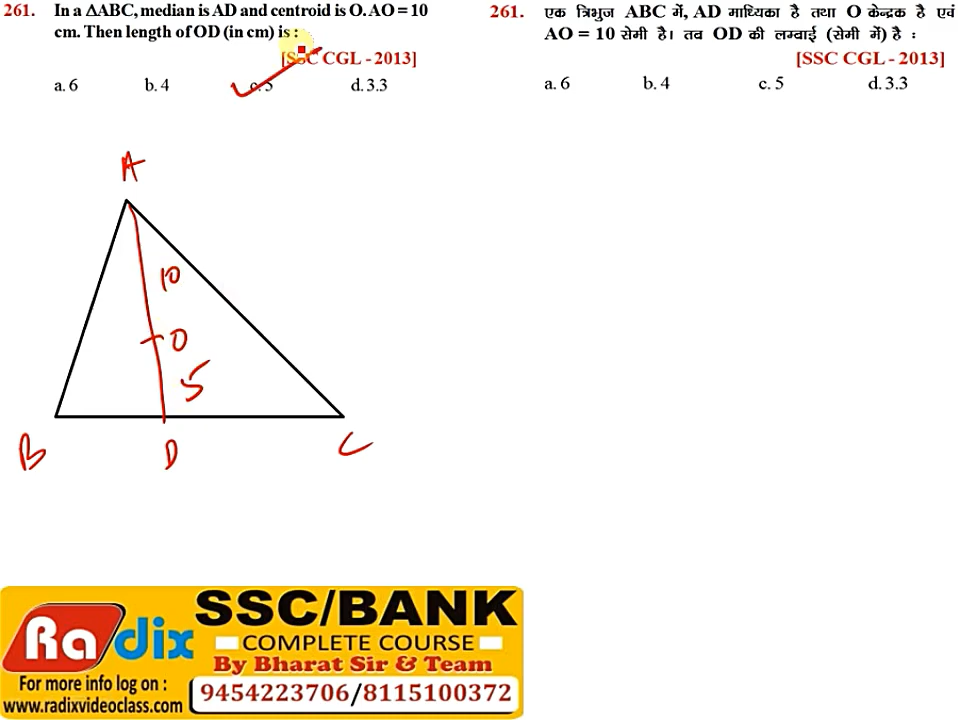 261. In a ΔABC, median is AD and centroid is O. AO = 10
cm. Then length of OD (in cm) is :
[SSC CGL - 2013]
a. 6 b. 4 c. 5 d. 3.3
261. एक त्रिभुज ABC में, AD माध्यिका है तथा O केन्द्रक है एवं
AO = 10 सेमी है। तव OD की लम्वाई (सेमी में) है :
[SSC CGL - 2013]
a. 6 b. 4 c. 5 d. 3.3
A
10
O
5
B D C
Radix
For more info log on :
www.radixvideoclass.com
SSC/BANK
COMPLETE COURSE
By Bharat Sir & Team
9454223706/8115100372